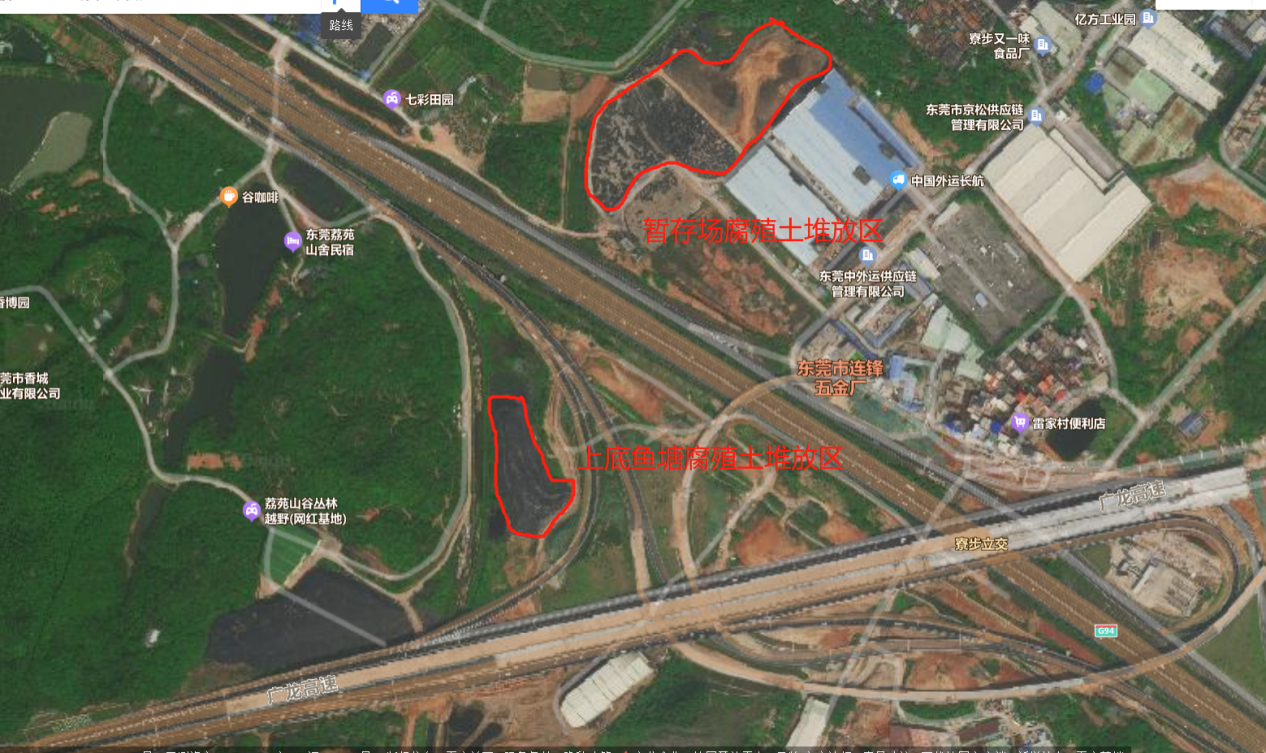 路线
亿方工业园
寮步又一味
食品厂
七彩田园
东莞市京松供应链
管理有限公司
中国外运长航
谷咖啡
东莞荔苑
山舍民宿
暂存场腐殖土堆放区
东莞中外运供应链
管理有限公司
香博园
东莞市连锋
五金厂
莞市香城
业有限公司
雷家村便利店
上底鱼塘腐殖土堆放区
广龙高速
荔苑山谷丛林
越野(网红基地)
寮步立交
G94
广龙高速